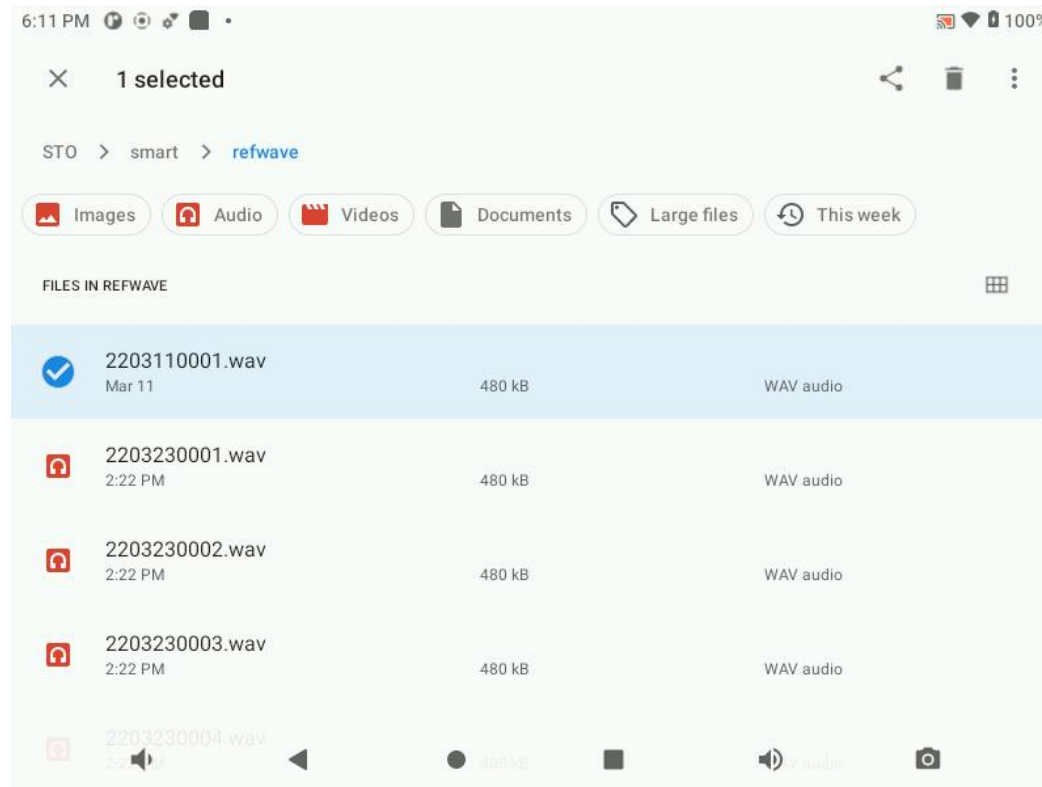 6:11 PM 100%
1 selected
STO > smart > refwave
Images Audio Videos Documents Large files This week
FILES IN REFWAVE
2203110001.wav
Mar 11 480 kB WAV audio
2203230001.wav
2:22 PM 480 kB WAV audio
2203230002.wav
2:22 PM 480 kB WAV audio
2203230003.wav
2:22 PM 480 kB WAV audio
2203230004.wav
480 kB audio